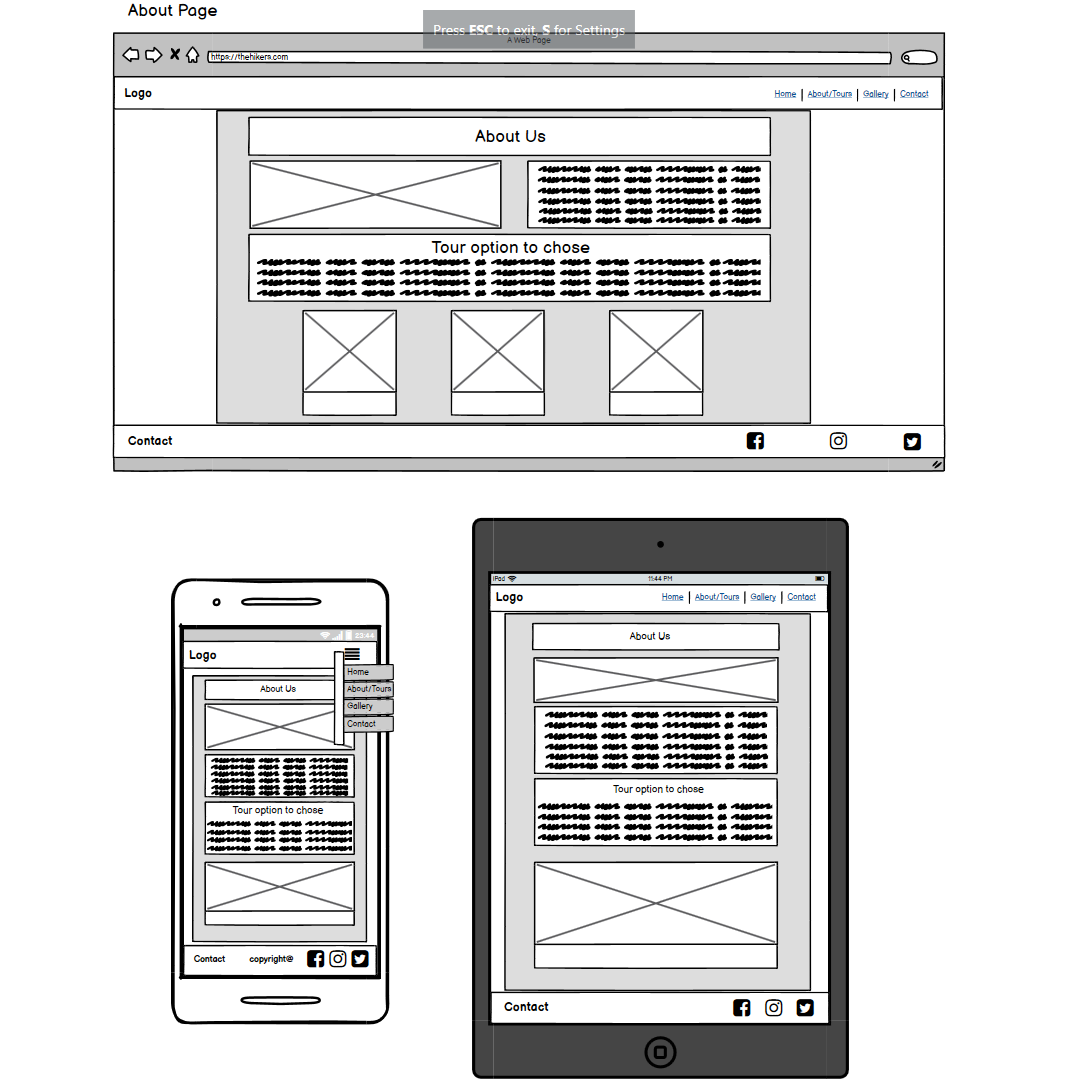 About Page
Press ESC to exit, S for Settings
A Web Page
https://thehikers.com
Logo
Home | About/Tours | Gallery | Contact
About Us
Tour option to chose
Contact
23:44
Logo
Home
About/Tours
Gallery
Contact
About Us
Tour option to chose
Contact copyright@
iPad 11:44 PM
Logo
Home | About/Tours | Gallery | Contact
About Us
Tour option to chose
Contact